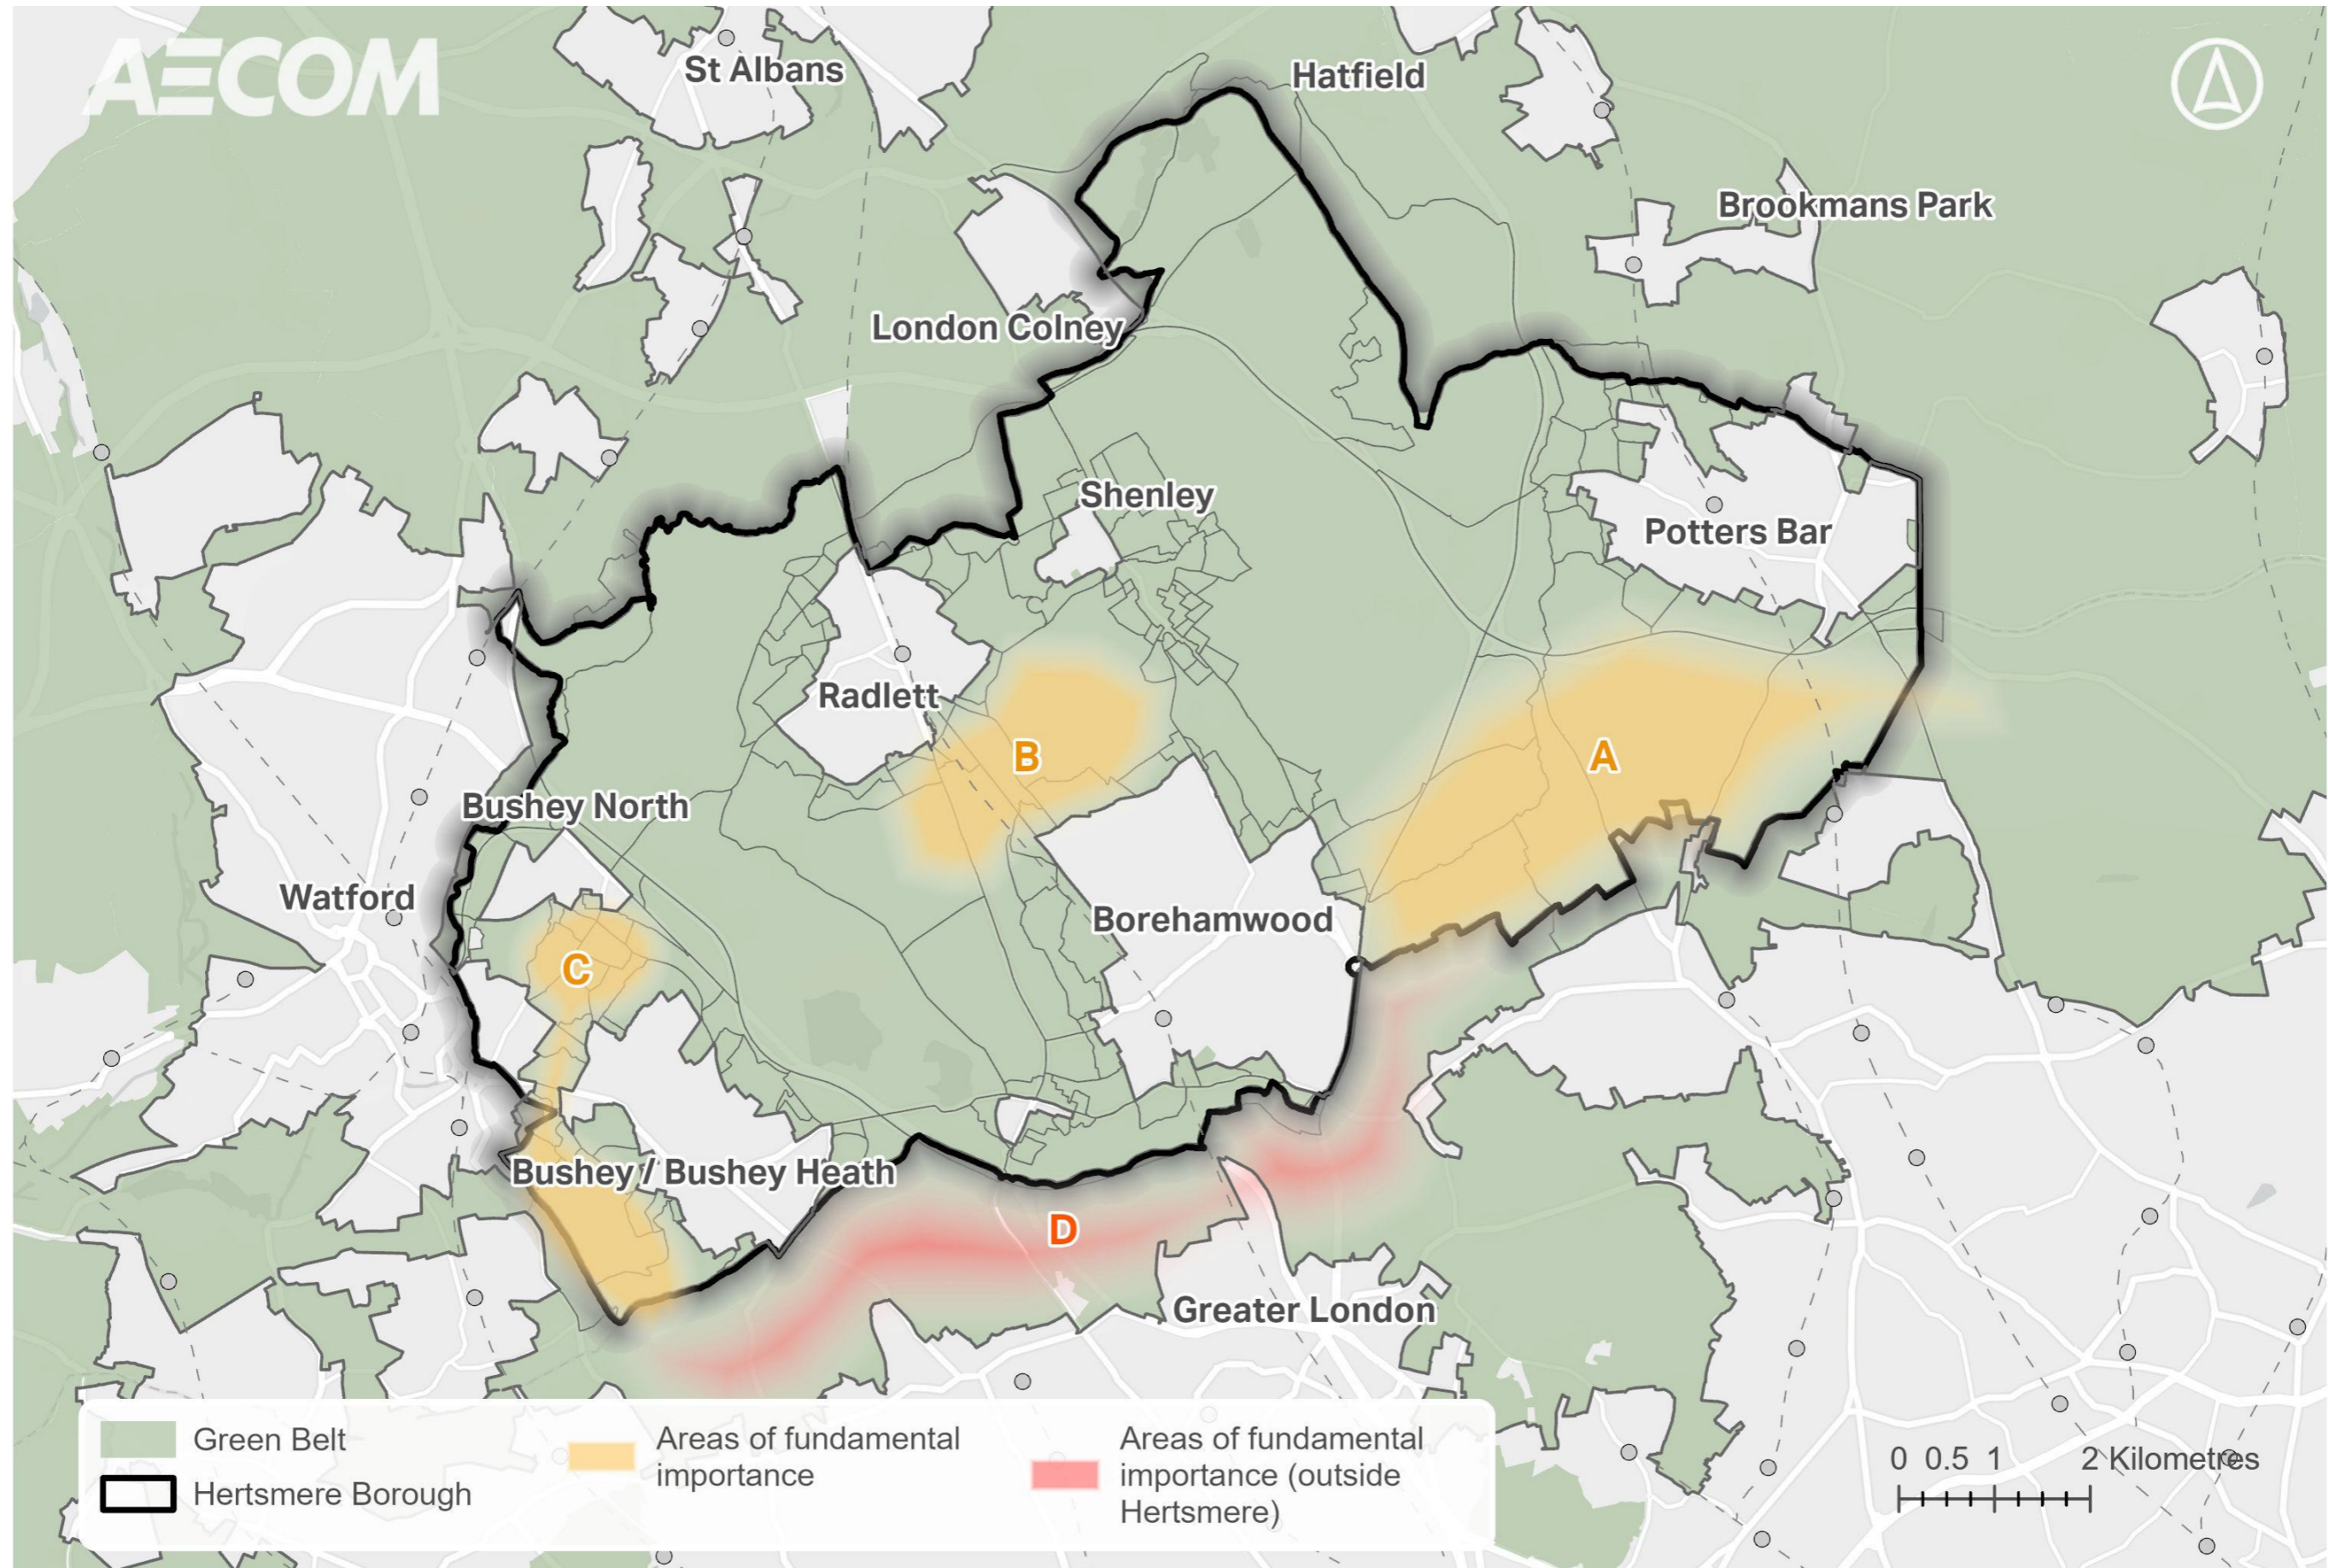 AECOM
St Albans
Hatfield
Brookmans Park
London Colney
Shenley
Potters Bar
Radlett
B
A
Bushey North
Watford
Borehamwood
C
Bushey / Bushey Heath
D
Greater London
Green Belt
Hertsmere Borough
Areas of fundamental
importance
Areas of fundamental
importance (outside
Hertsmere)
0 0.5 1 2 Kilometres